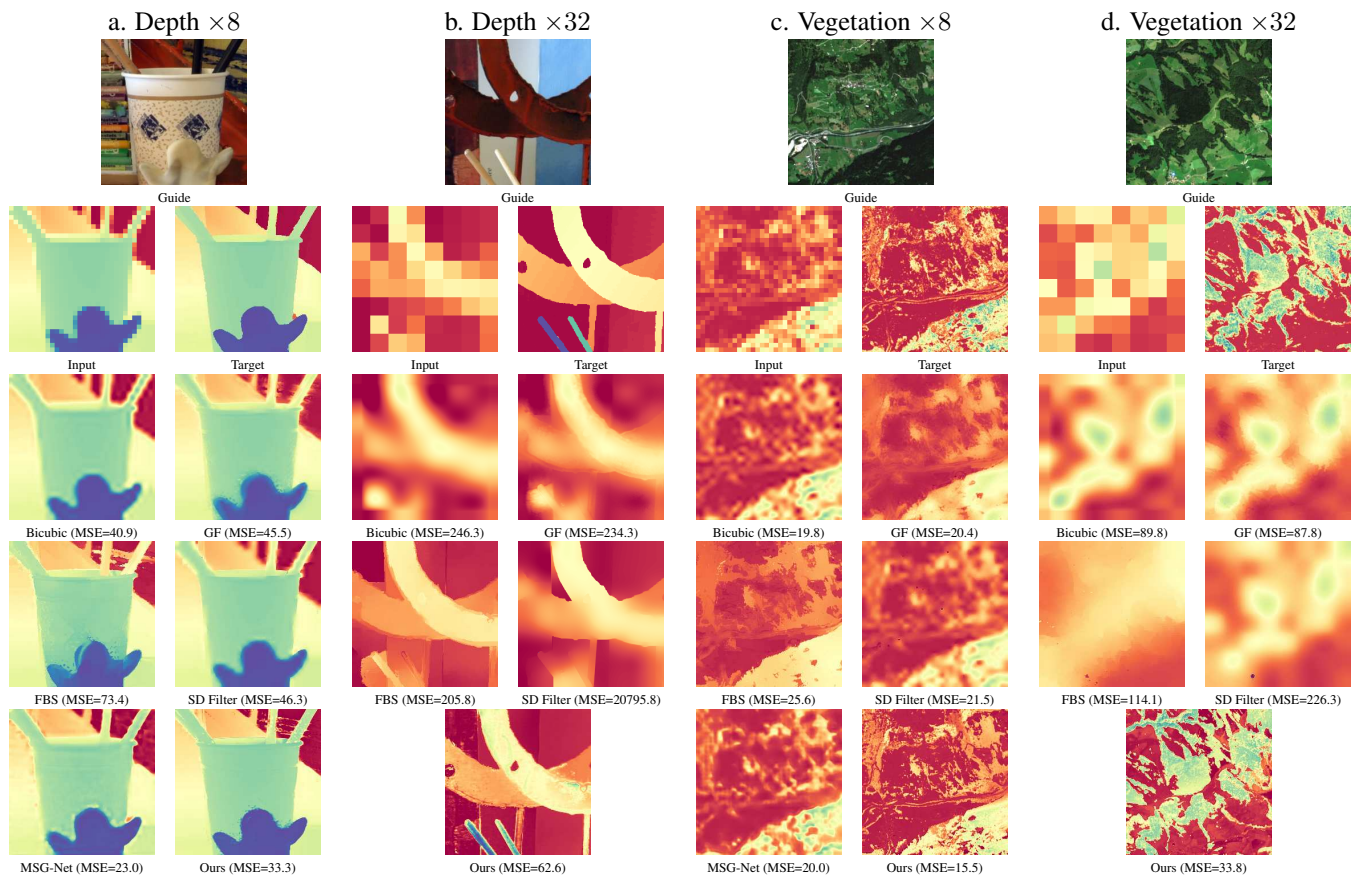 a. Depth ×8 b. Depth ×32 c. Vegetation ×8 d. Vegetation ×32
Guide Guide Guide Guide
Input Target Input Target Input Target Input Target
Bicubic (MSE=40.9) GF (MSE=45.5) Bicubic (MSE=246.3) GF (MSE=234.3) Bicubic (MSE=19.8) GF (MSE=20.4) Bicubic (MSE=89.8) GF (MSE=87.8)
FBS (MSE=73.4) SD Filter (MSE=46.3) FBS (MSE=205.8) SD Filter (MSE=20795.8) FBS (MSE=25.6) SD Filter (MSE=21.5) FBS (MSE=114.1) SD Filter (MSE=226.3)
MSG-Net (MSE=23.0) Ours (MSE=33.3) Ours (MSE=62.6) MSG-Net (MSE=20.0) Ours (MSE=15.5) Ours (MSE=33.8)